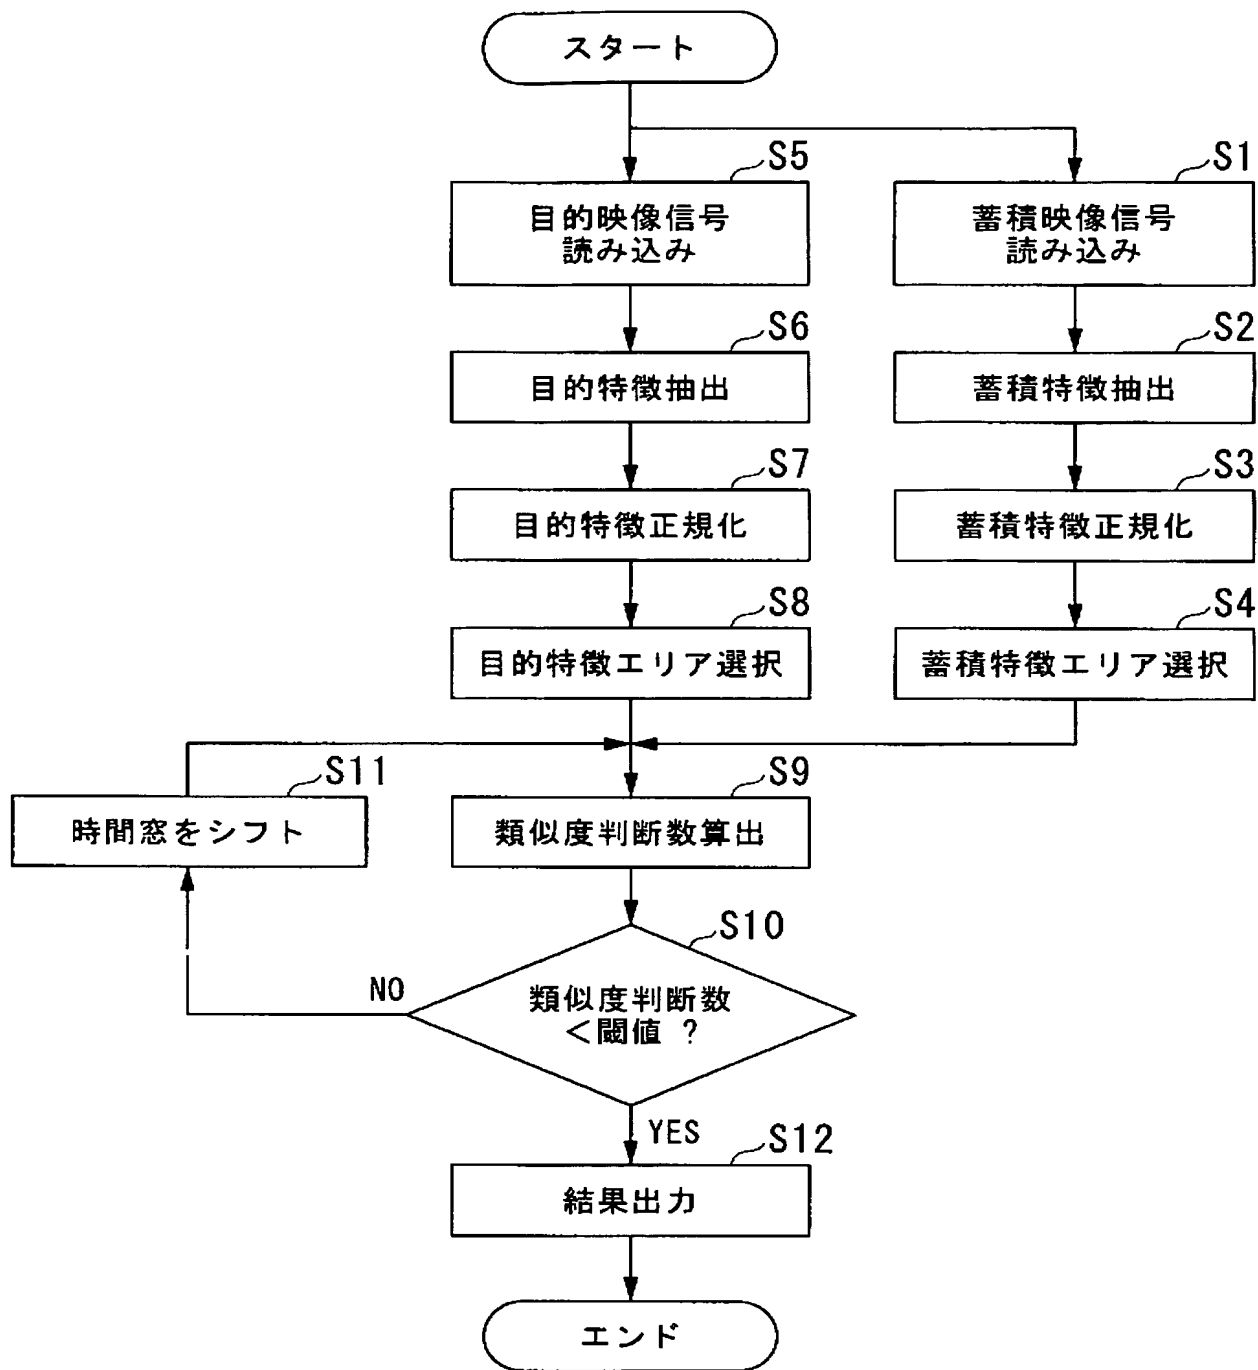 スタート
S5
目的映像信号
読み込み
S1
蓄積映像信号
読み込み
S6
目的特徴抽出
S2
蓄積特徴抽出
S7
目的特徴正規化
S3
蓄積特徴正規化
S8
目的特徴エリア選択
S4
蓄積特徴エリア選択
S11
時間窓をシフト
S9
類似度判断数算出
S10
類似度判断数
<閾値 ?
NO
YES
S12
結果出力
エンド